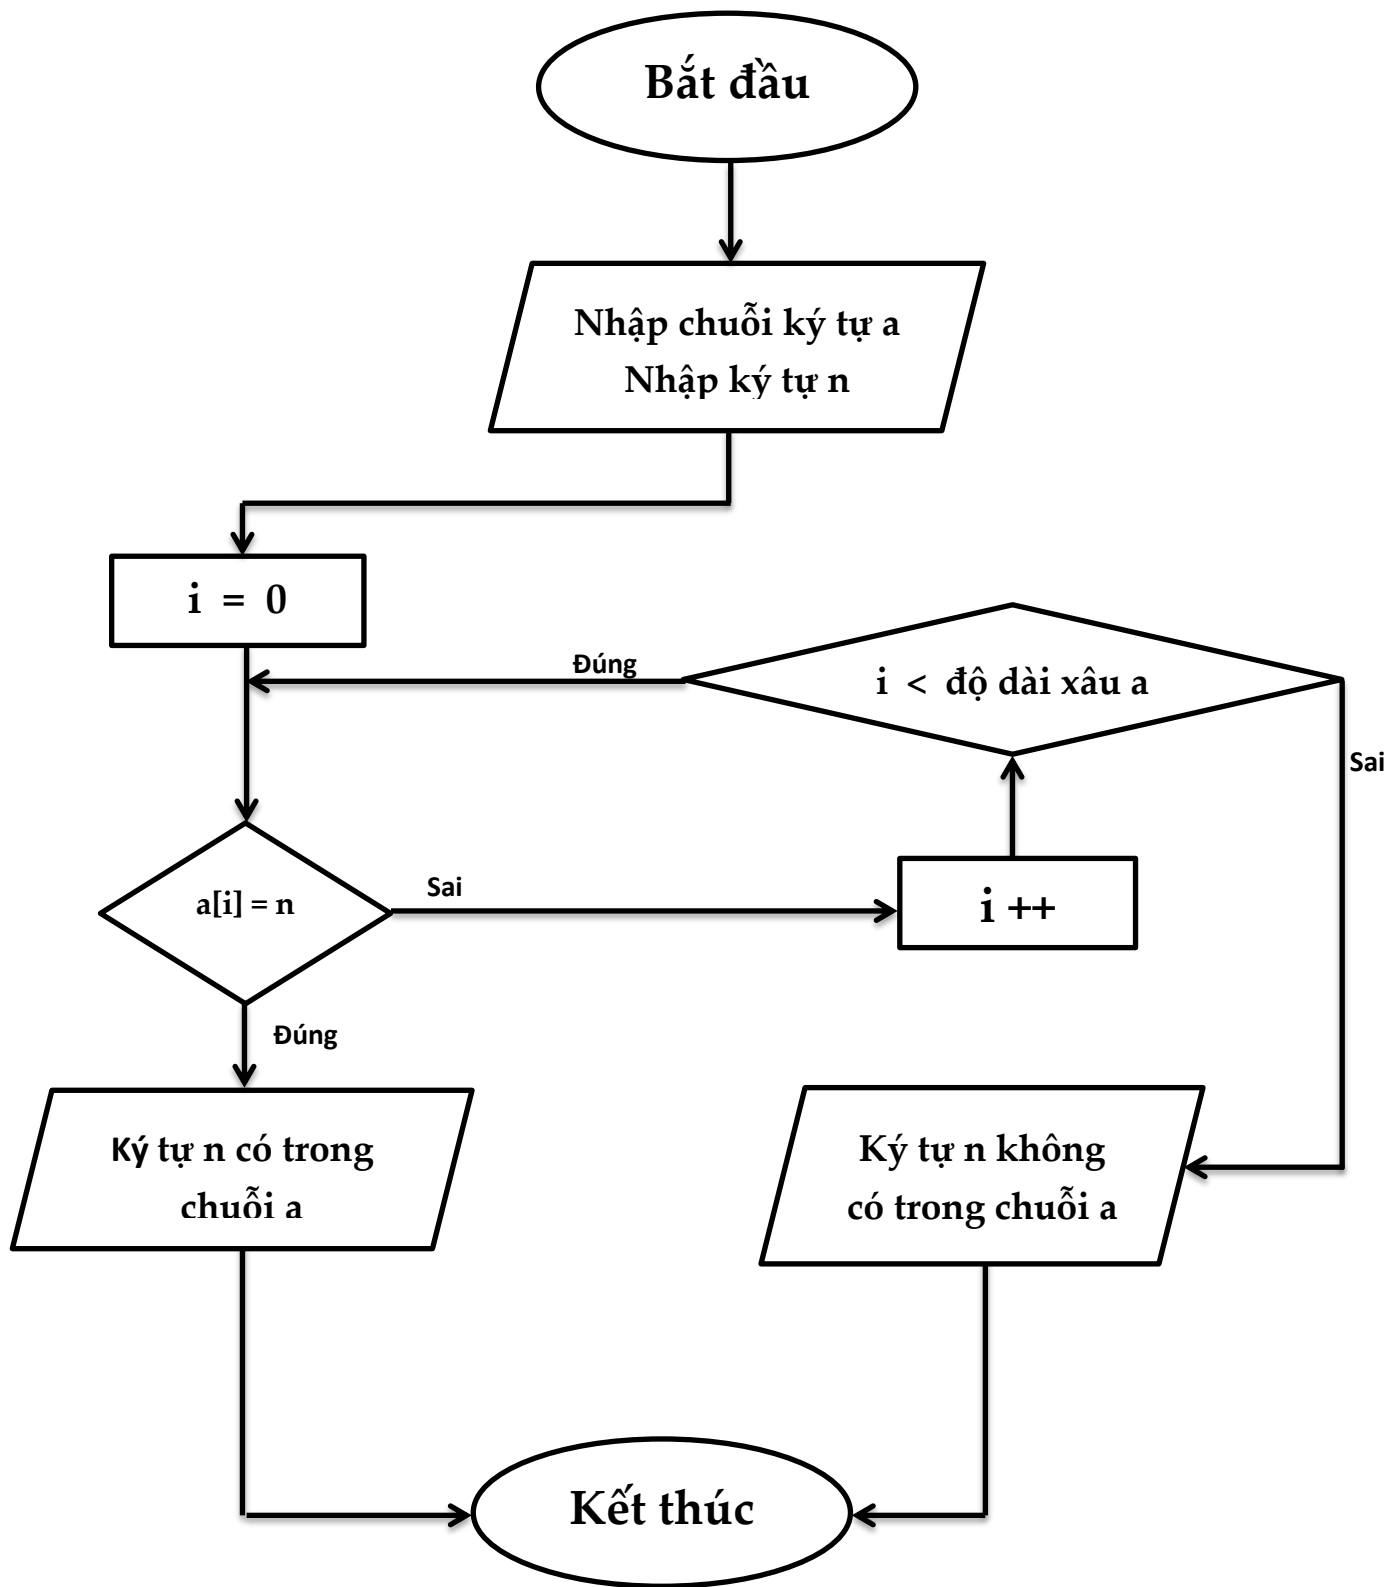 Bắt đầu
Nhập chuỗi ký tự a
Nhập ký tự n
i = 0
Đúng
i < độ dài xâu a
Sai
a[i] = n
Sai
i ++
Đúng
Ký tự n có trong
chuỗi a
Ký tự n không
có trong chuỗi a
Kết thúc